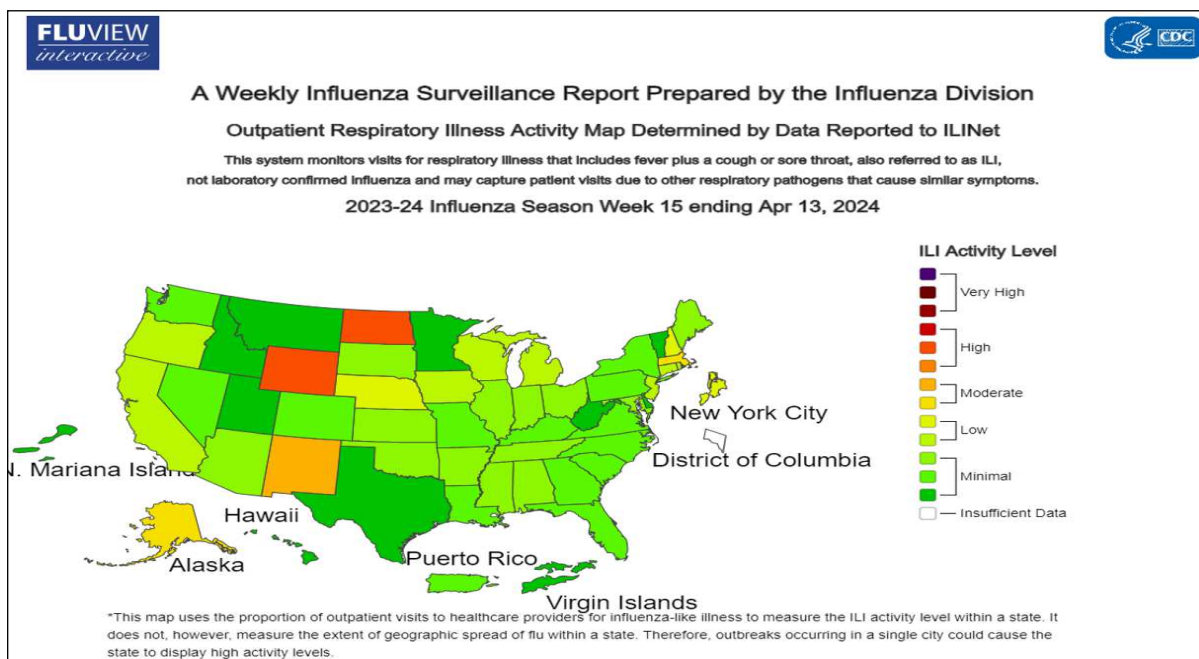 FLUVIEW
interactive
CDC
A Weekly Influenza Surveillance Report Prepared by the Influenza Division
Outpatient Respiratory Illness Activity Map Determined by Data Reported to ILINet
This system monitors visits for respiratory illness that includes fever plus a cough or sore throat, also referred to as ILI,
not laboratory confirmed influenza and may capture patient visits due to other respiratory pathogens that cause similar symptoms.
2023-24 Influenza Season Week 15 ending Apr 13, 2024
ILI Activity Level
Very High
High
Moderate
Low
Minimal
Insufficient Data
New York City
District of Columbia
N. Mariana Island
Hawaii
Alaska
Puerto Rico
Virgin Islands
*This map uses the proportion of outpatient visits to healthcare providers for influenza-like illness to measure the ILI activity level within a state. It
does not, however, measure the extent of geographic spread of flu within a state. Therefore, outbreaks occurring in a single city could cause the
state to display high activity levels.